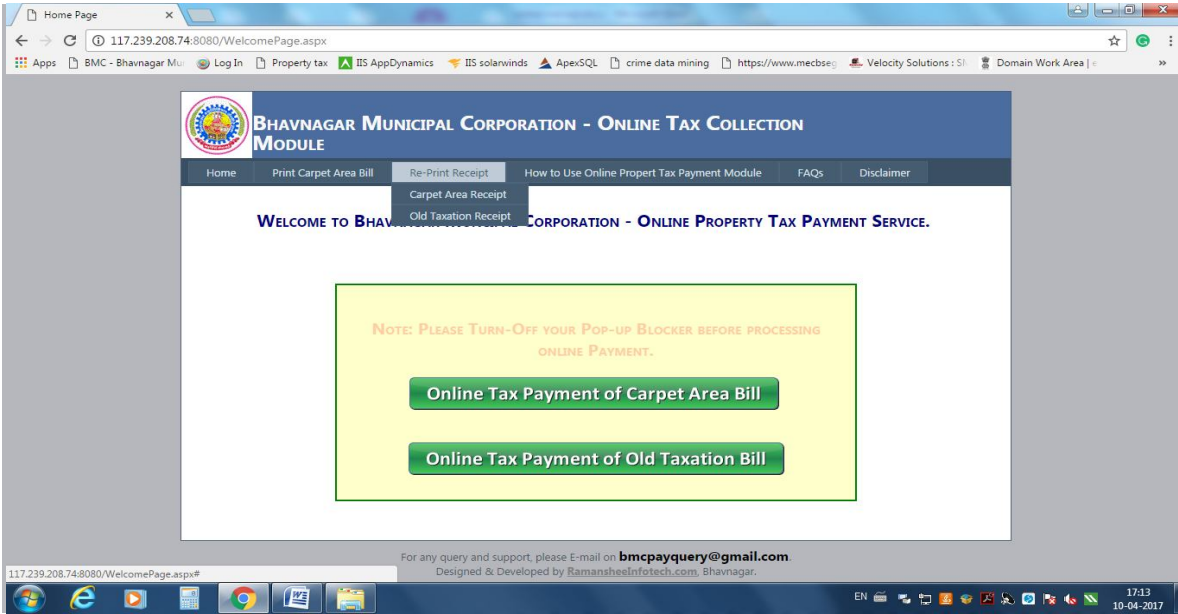 Home Page
117.239.208.74:8080/WelcomePage.aspx
Apps BMC - Bhavnagar Mu Log In Property tax IIS AppDynamics IIS solarwinds ApexSQL crime data mining https://www.mecbseg Velocity Solutions : Domain Work Area |
BHAVNAGAR MUNICIPAL CORPORATION - ONLINE TAX COLLECTION
MODULE
Home Print Carpet Area Bill Re-Print Receipt How to Use Online Propert Tax Payment Module FAQs Disclaimer
Carpet Area Receipt
Old Taxation Receipt
WELCOME TO CORPORATION - ONLINE PROPERTY TAX PAYMENT SERVICE.
NOTE: PLEASE TURN-OFF YOUR POP-UP BLOCKER BEFORE PROCESSING
ONLINE PAYMENT.
Online Tax Payment of Carpet Area Bill
Online Tax Payment of Old Taxation Bill
For any query and support, please E-mail on bmcpayquery@gmail.com.
Designed & Developed by RamansheeInfotech.com, Bhavnagar.
117.239.208.74:8080/WelcomePage.aspx#
EN 17:13
10-04-2017